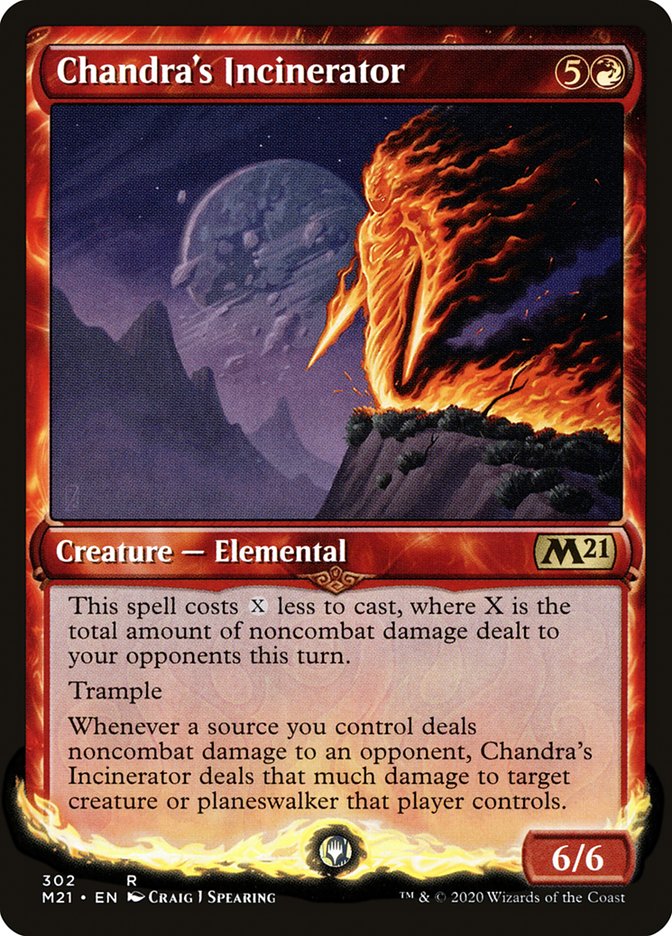 Chandra's Incinerator 5
Creature — Elemental M21
This spell costs X less to cast, where X is the
total amount of noncombat damage dealt to
your opponents this turn.
Trample
Whenever a source you control deals
noncombat damage to an opponent, Chandra's
Incinerator deals that much damage to target
creature or planeswalker that player controls.
6/6
302 R
M21 • EN Craig J Spearing ™ & © 2020 Wizards of the Coast